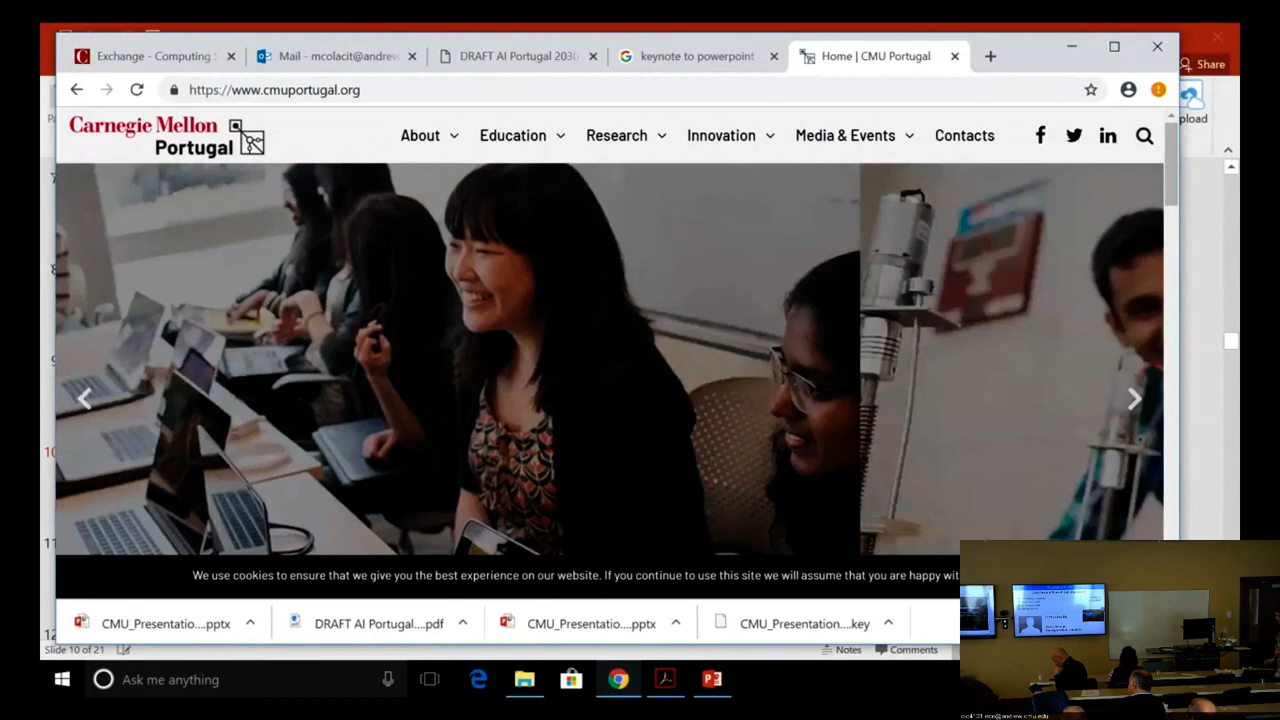 Exchange - Computing
Mail - mcolacit@andrew
DRAFT AI Portugal 2030
keynote to powerpoint
Home | CMU Portugal
Share
https://www.cmuportugal.org
Carnegie Mellon
Portugal
About
Education
Research
Innovation
Media & Events
Contacts
pload
10
11
12
We use cookies to ensure that we give you the best experience on our website. If you continue to use this site we will assume that you are happy wit
CMU_Presentatio....pptx
DRAFT AI Portugal....pdf
CMU_Presentatio....pptx
CMU_Presentation....key
Slide 10 of 21
Notes
Comments
Ask me anything